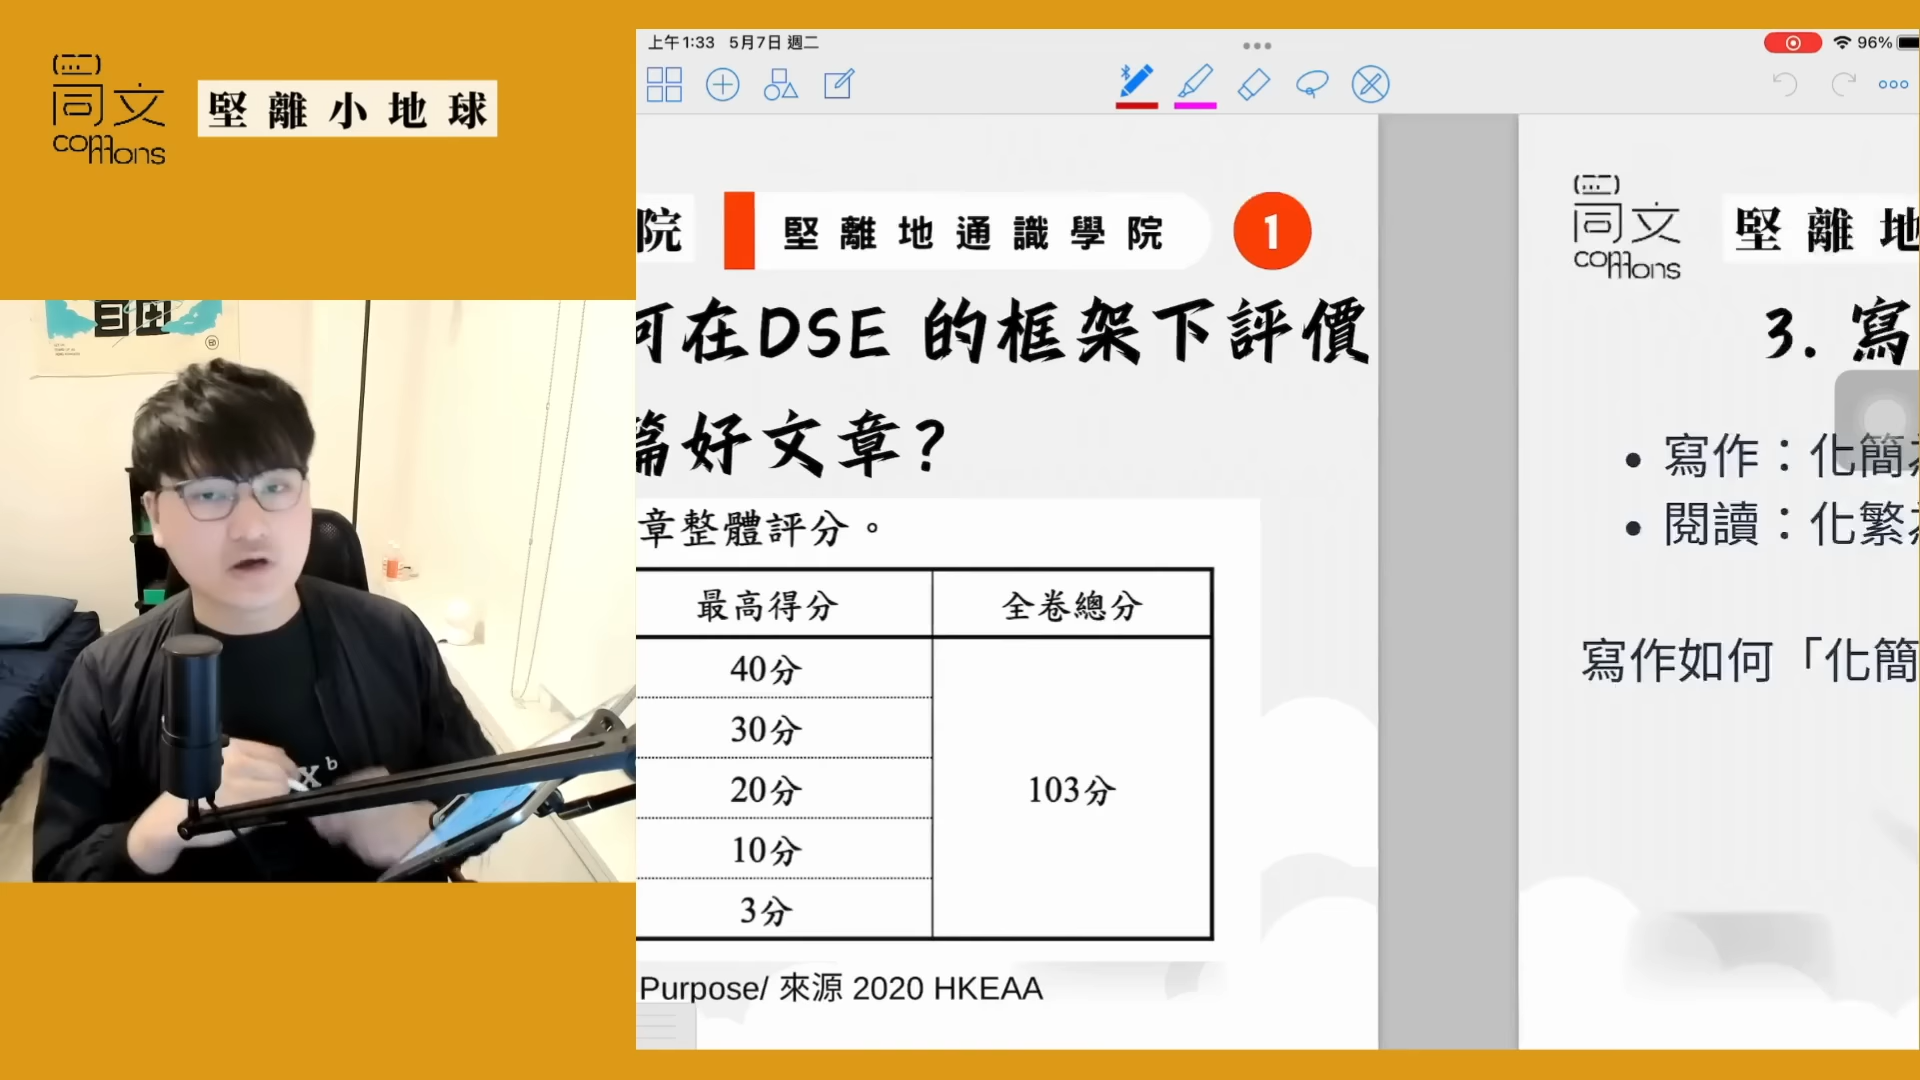 同文
commons
堅離小地球
自由
x b
上午1:33 5月7日 週二
96%
院
堅離地通識學院
1
何在DSE 的框架下評價
篇好文章?
章整體評分。
最高得分 全卷總分
40分
30分
20分
10分
3分
103分
Purpose/ 來源 2020 HKEAA
同文
commons
堅離地
3. 寫
• 寫作：化簡
• 閱讀：化繁
寫作如何「化簡